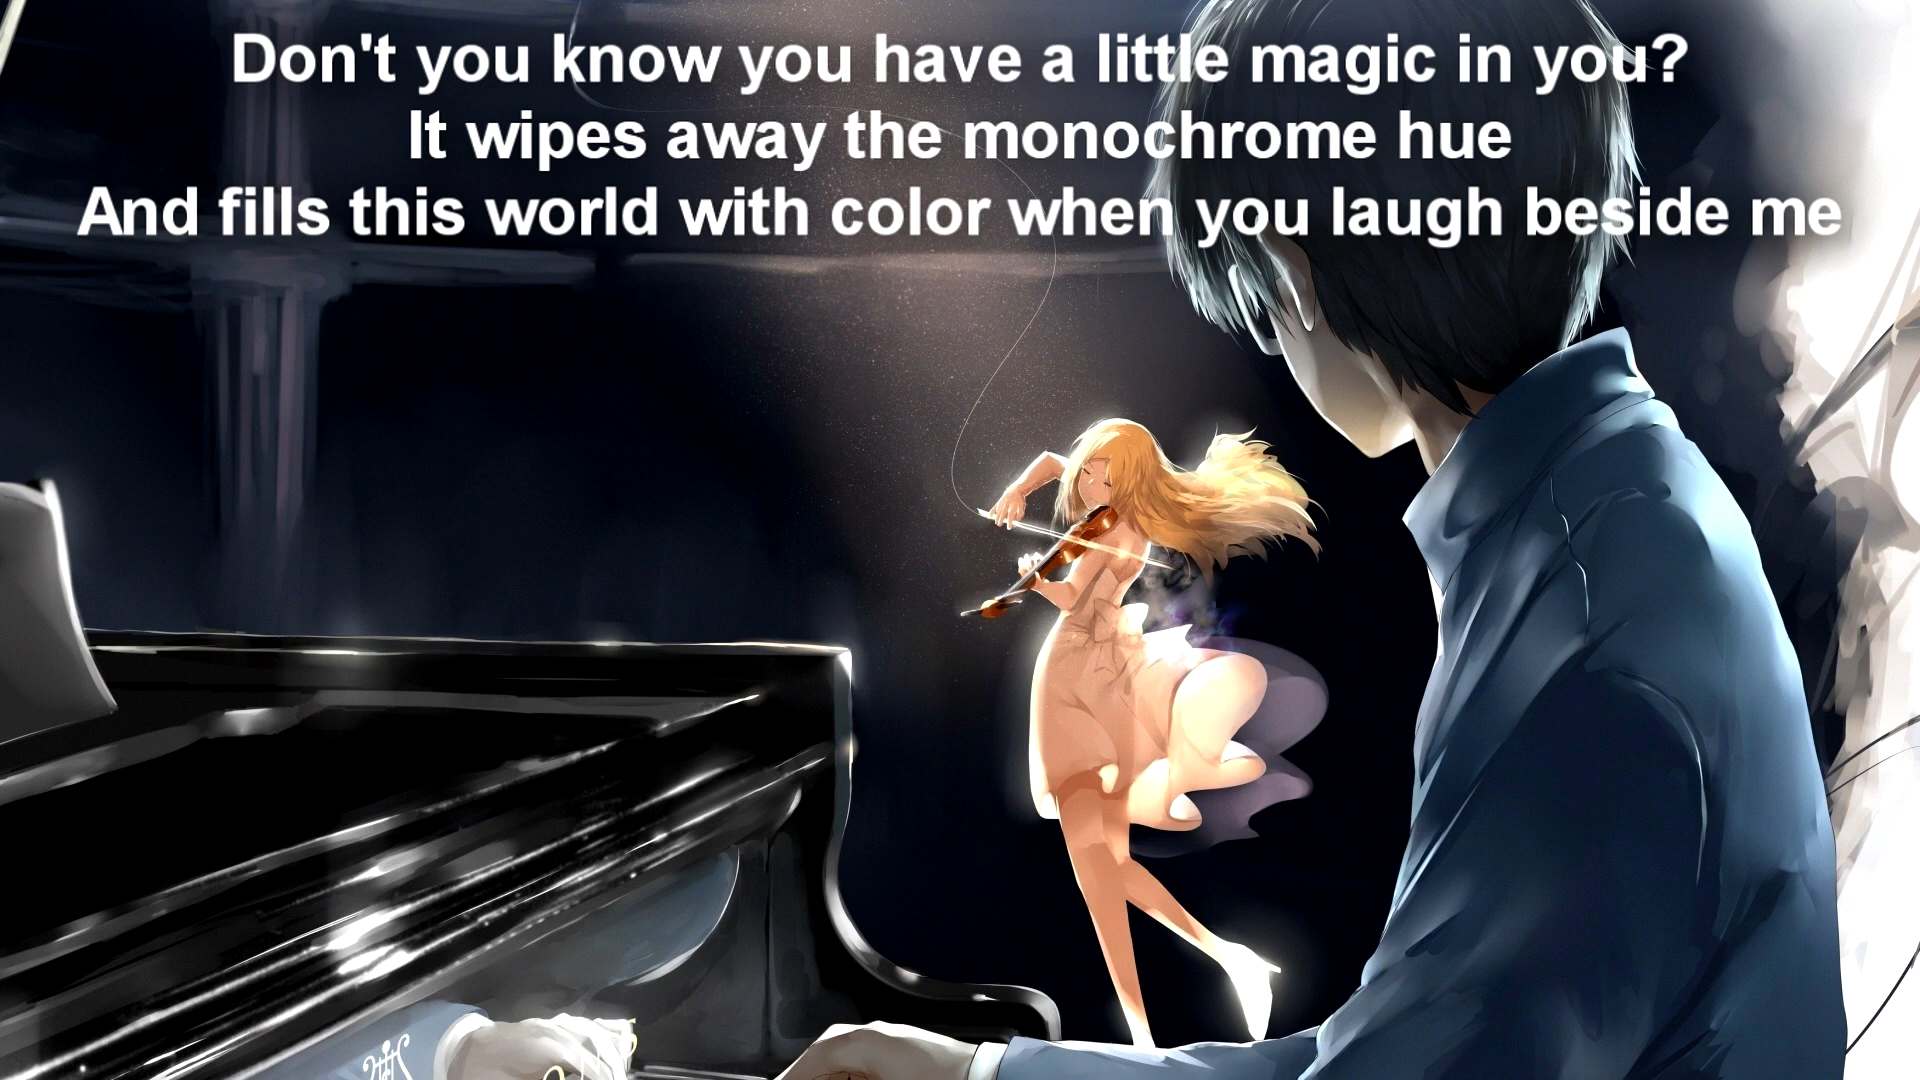 Don't you know you have a little magic in you?
It wipes away the monochrome hue
And fills this world with color when you laugh beside me